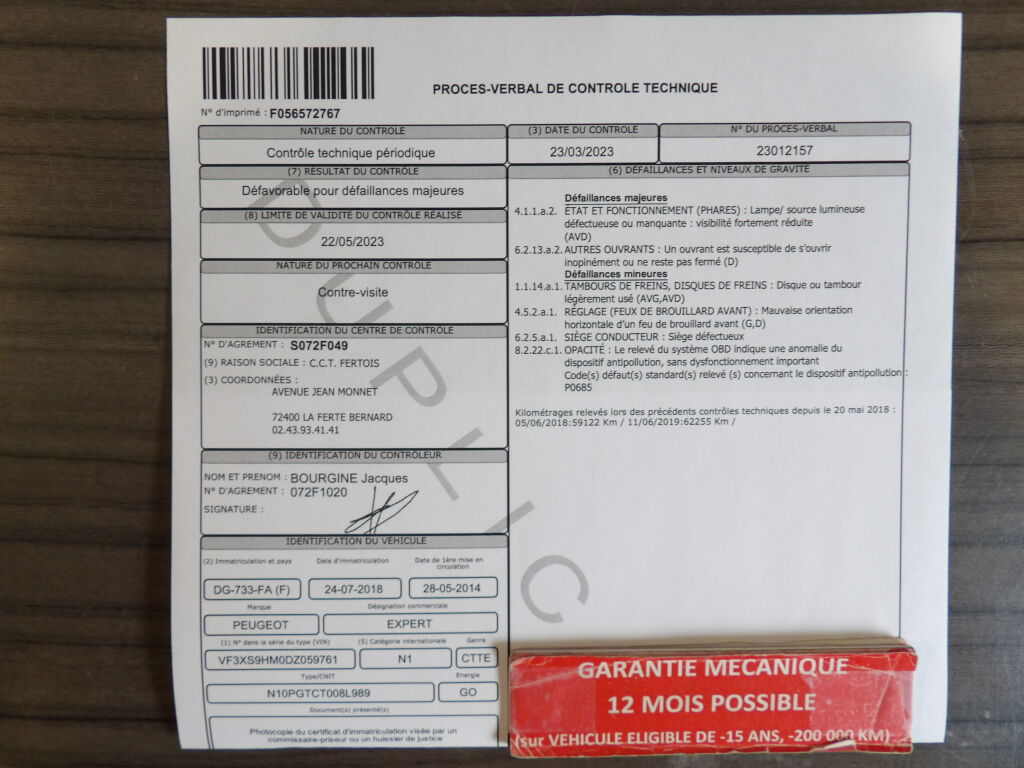 PROCES-VERBAL DE CONTROLE TECHNIQUE
N° d'imprimé : F056572767
NATURE DU CONTROLE
Contrôle technique périodique
(3) DATE DU CONTROLE
23/03/2023
N° DU PROCES-VERBAL
23012157
(7) RÉSULTAT DU CONTRÔLE
Défavorable pour défaillances majeures
(8) LIMITE DE VALIDITÉ DU CONTRÔLE RÉALISÉ
22/05/2023
NATURE DU PROCHAIN CONTRÔLE
Contre-visite
IDENTIFICATION DU CENTRE DE CONTRÔLE
N° D'AGREMENT : S072F049
(9) RAISON SOCIALE : C.C.T. FERTOIS
(3) COORDONNÉES :
AVENUE JEAN MONNET
72400 LA FERTE BERNARD
02.43.93.41.41
(9) IDENTIFICATION DU CONTRÔLEUR
NOM ET PRENOM : BOURGINE Jacques
N° D'AGREMENT : 072F1020
SIGNATURE :
IDENTIFICATION DU VÉHICULE
(2) Immatriculation et pays
DG-733-FA (F)
Date d'immatriculation
24-07-2018
Date de 1ère mise en
circulation
28-05-2014
Marque
PEUGEOT
Désignation commerciale
EXPERT
(1) N° dans la série du type (VIN)
VF3XS9HM0DZ059761
(5) Catégorie internationale
N1
Genre
CTTE
Type/CNIT
N10PGTCT008L989
Energie
GO
Document(s) présenté(s)
Photocopie du certificat d'immatriculation visée par un
commissaire-priseur ou un huissier de justice
(6) DÉFAILLANCES ET NIVEAUX DE GRAVITÉ
Défaillances majeures
4.1.1.a.2. ÉTAT ET FONCTIONNEMENT (PHARES) : Lampe/ source lumineuse
défectueuse ou manquante : visibilité fortement réduite
(AVD)
6.2.13.a.2. AUTRES OUVRANTS : Un ouvrant est susceptible de s'ouvrir
inopinément ou ne reste pas fermé (D)
Défaillances mineures
1.1.14.a.1. TAMBOURS DE FREINS, DISQUES DE FREINS : Disque ou tambour
légèrement usé (AVG,AVD)
4.5.2.a.1. RÉGLAGE (FEUX DE BROUILLARD AVANT) : Mauvaise orientation
horizontale d'un feu de brouillard avant (G,D)
6.2.5.a.1. SIÈGE CONDUCTEUR : Siège défectueux
8.2.22.c.1. OPACITÉ : Le relevé du système OBD indique une anomalie du
dispositif antipollution, sans dysfonctionnement important
Code(s) défaut(s) standard(s) relevé (s) concernant le dispositif antipollution :
P0685
Kilométrages relevés lors des précédents contrôles techniques depuis le 20 mai 2018 :
05/06/2018:59122 Km / 11/06/2019:62255 Km /
DUPLIC
GARANTIE MECANIQUE
12 MOIS POSSIBLE
(sur VEHICULE ELIGIBLE DE -15 ANS, -200 000 KM)